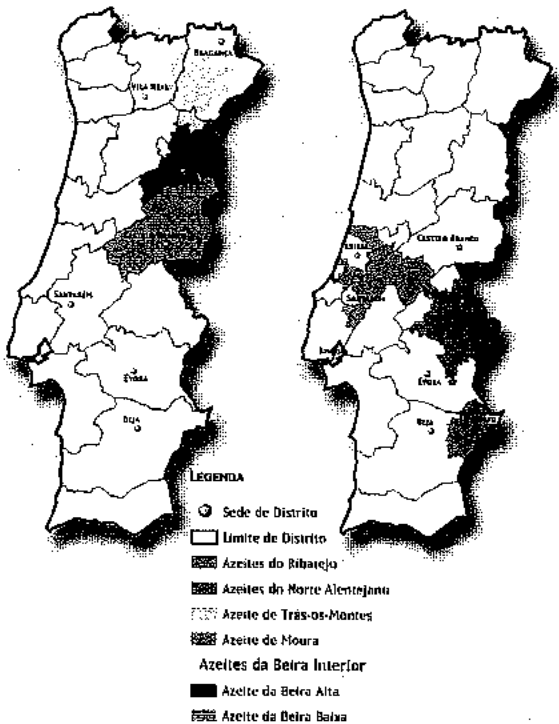 BRAGANÇA
VILA REAL
SANTARÉM
ÉVORA
BEJA
CASTELO BRANCO
ÉVORA
BEJA
LEGENDA
Sede de Distrito
Limite de Distrito
Azeites do Ribatejo
Azeites do Norte Alentejano
Azeite de Trás-os-Montes
Azeite de Moura
Azeites da Beira Interior
Azeite da Beira Alta
Azeite da Beira Baixa